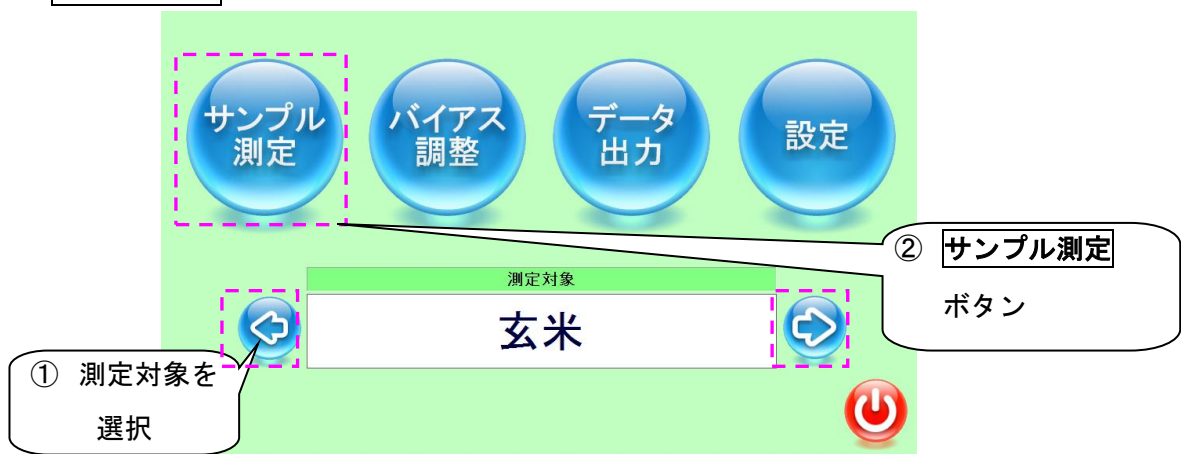 サンプル
測定
バイアス
調整
データ
出力
設定
② サンプル測定
ボタン
測定対象
玄米
① 測定対象を
選択